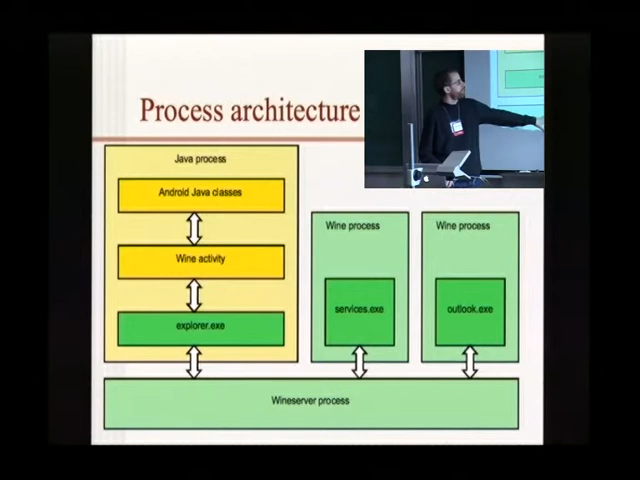 Process architecture
Java process
Android Java classes
Wine activity
explorer.exe
Wine process
services.exe
Wine process
outlook.exe
Wineserver process